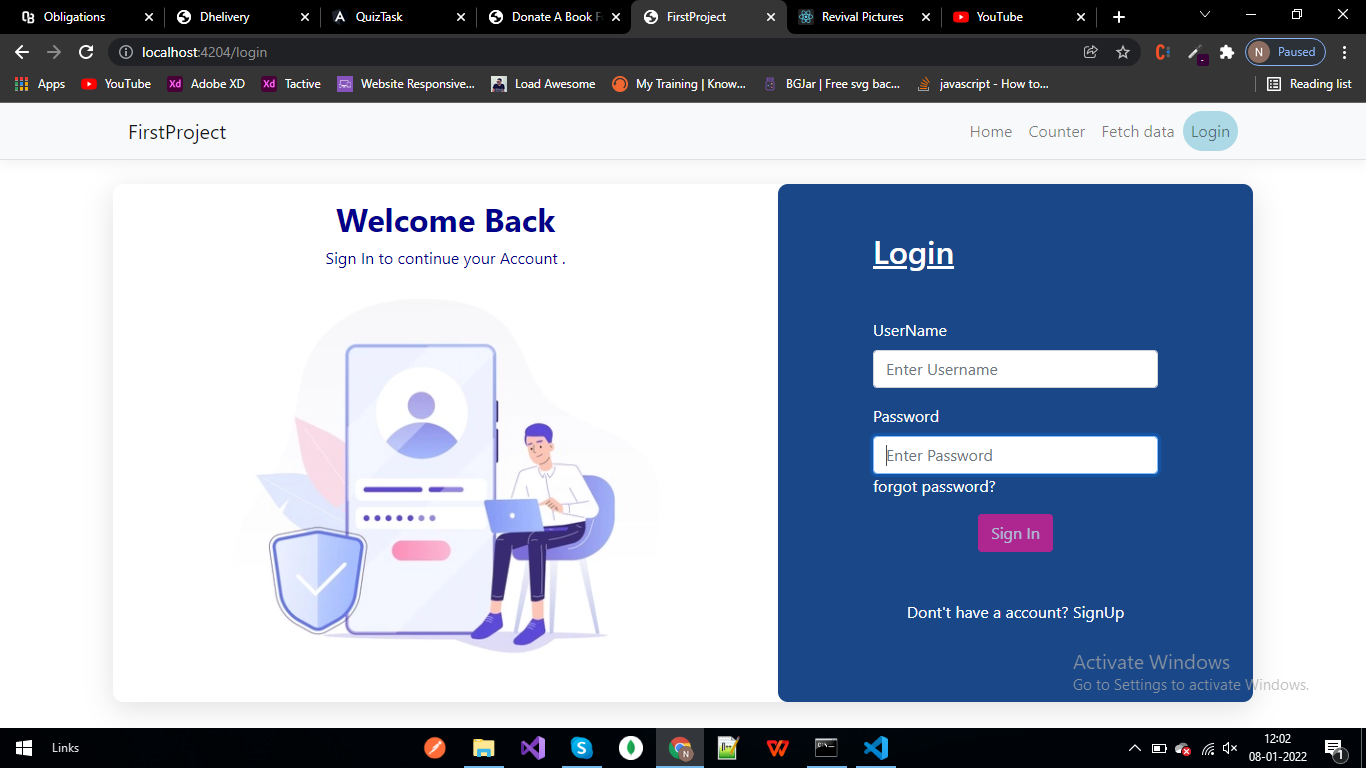 Obligations
Dhelivery
QuizTask
Donate A Book F
FirstProject
Revival Pictures
YouTube
localhost:4204/login
N Paused
Apps
YouTube
Xd Adobe XD
Xd Tactive
Website Responsive...
Load Awesome
My Training | Know...
BGJar | Free svg bac...
javascript - How to...
Reading list
FirstProject
Home
Counter
Fetch data
Login
Welcome Back
Sign In to continue your Account .
Login
UserName
Enter Username
Password
Enter Password
forgot password?
Sign In
Dont't have a account? SignUp
Activate Windows
Go to Settings to activate Windows.
Links
12:02
08-01-2022
1